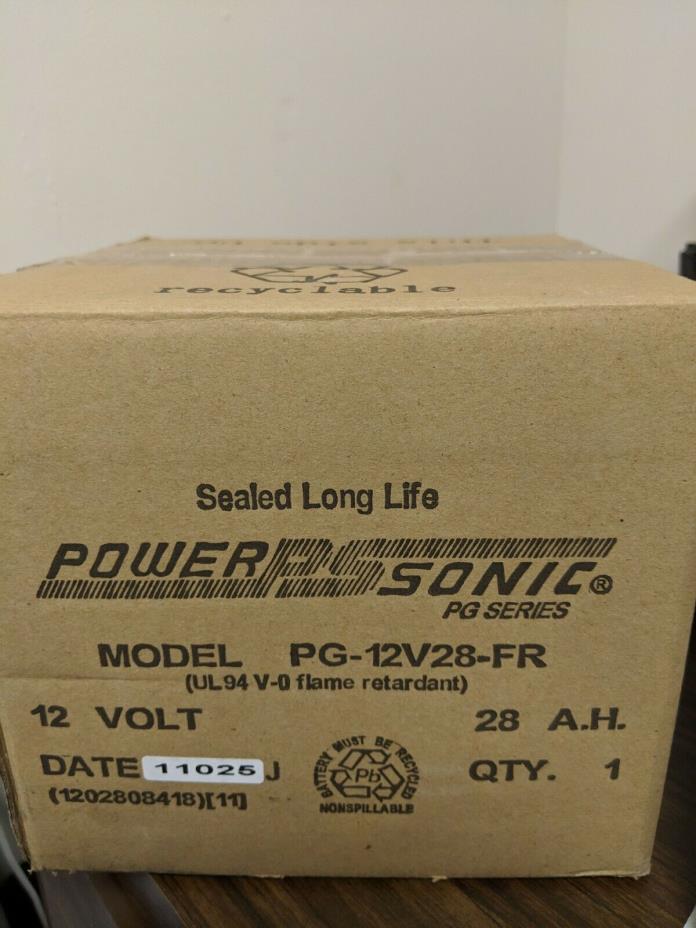 recyclable
Sealed Long Life
POWER PS SONIC®
PG SERIES
MODEL PG-12V28-FR
(UL94 V-0 flame retardant)
12 VOLT 28 A.H.
DATE 11025 J QTY. 1
(1202808418)[11]
BATTERY MUST BE RECYCLED
Pb
NONSPILLABLE